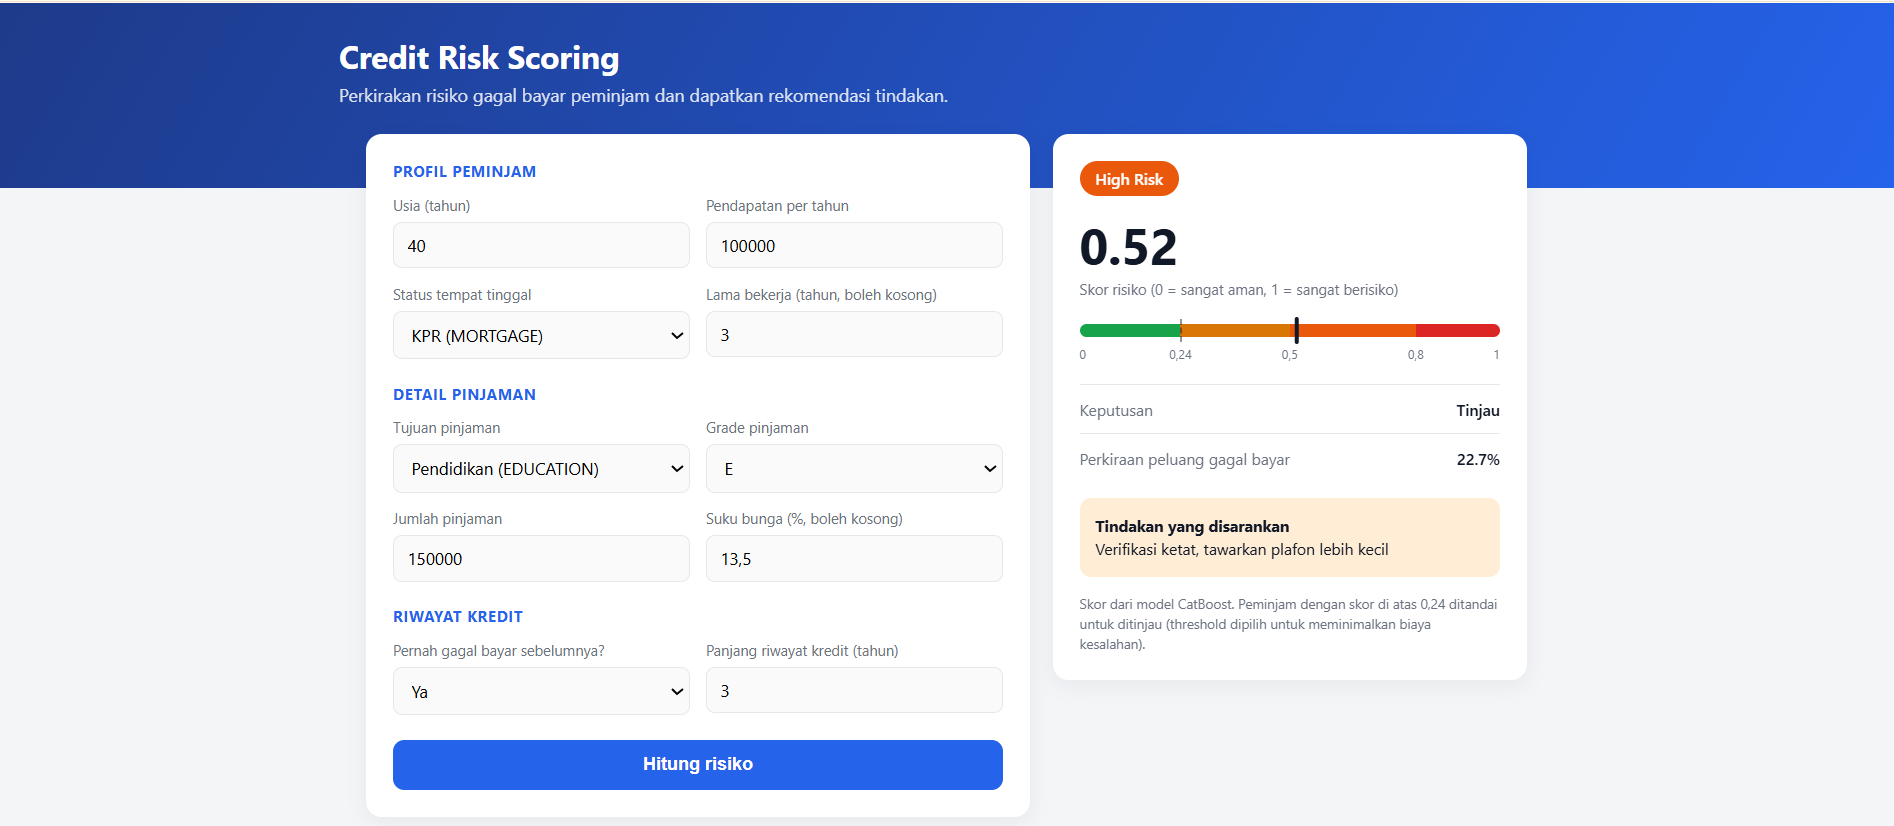 Credit Risk Scoring
Perkirakan risiko gagal bayar peminjam dan dapatkan rekomendasi tindakan.
PROFIL PEMINJAM
Usia (tahun)
Pendapatan per tahun
40
100000
Status tempat tinggal
Lama bekerja (tahun, boleh kosong)
KPR (MORTGAGE)
3
DETAIL PINJAMAN
Tujuan pinjaman
Grade pinjaman
Pendidikan (EDUCATION)
E
Jumlah pinjaman
Suku bunga (%, boleh kosong)
150000
13,5
RIWAYAT KREDIT
Pernah gagal bayar sebelumnya?
Panjang riwayat kredit (tahun)
Ya
3
Hitung risiko
High Risk
0.52
Skor risiko (0 = sangat aman, 1 = sangat berisiko)
0 0,24 0,5 0,8 1
Keputusan Tinjau
Perkiraan peluang gagal bayar 22.7%
Tindakan yang disarankan
Verifikasi ketat, tawarkan plafon lebih kecil
Skor dari model CatBoost. Peminjam dengan skor di atas 0,24 ditandai
untuk ditinjau (threshold dipilih untuk meminimalkan biaya
kesalahan).